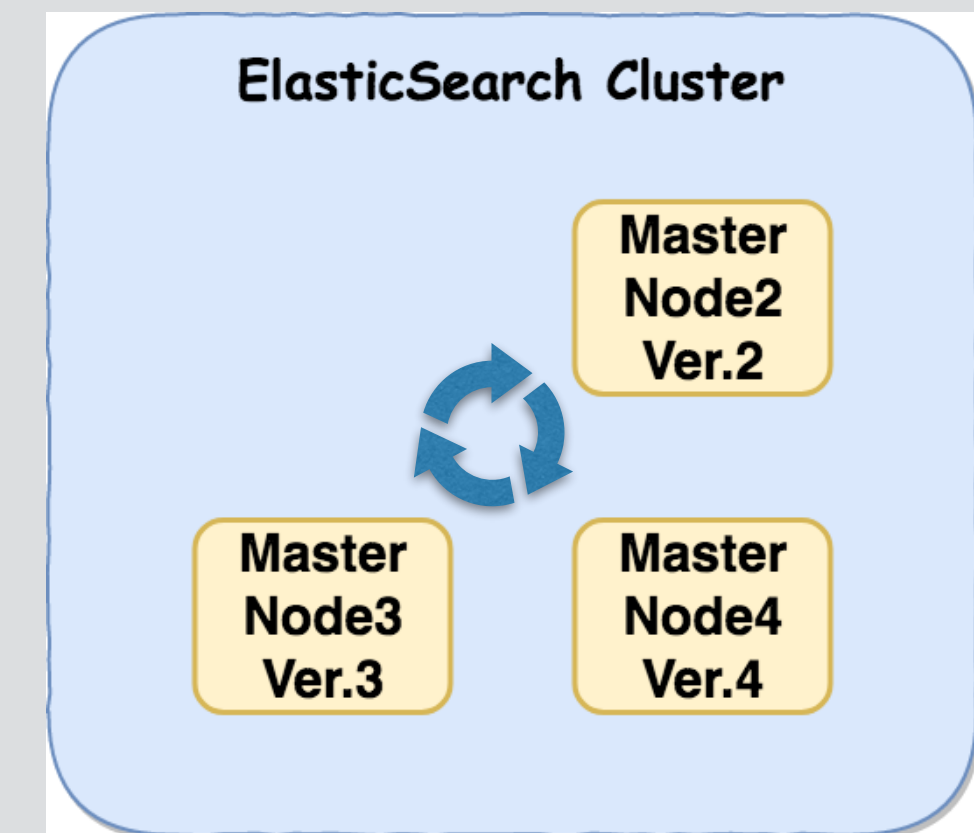 ElasticSearch Cluster
Master
Node2
Ver.2
Master
Node3
Ver.3
Master
Node4
Ver.4